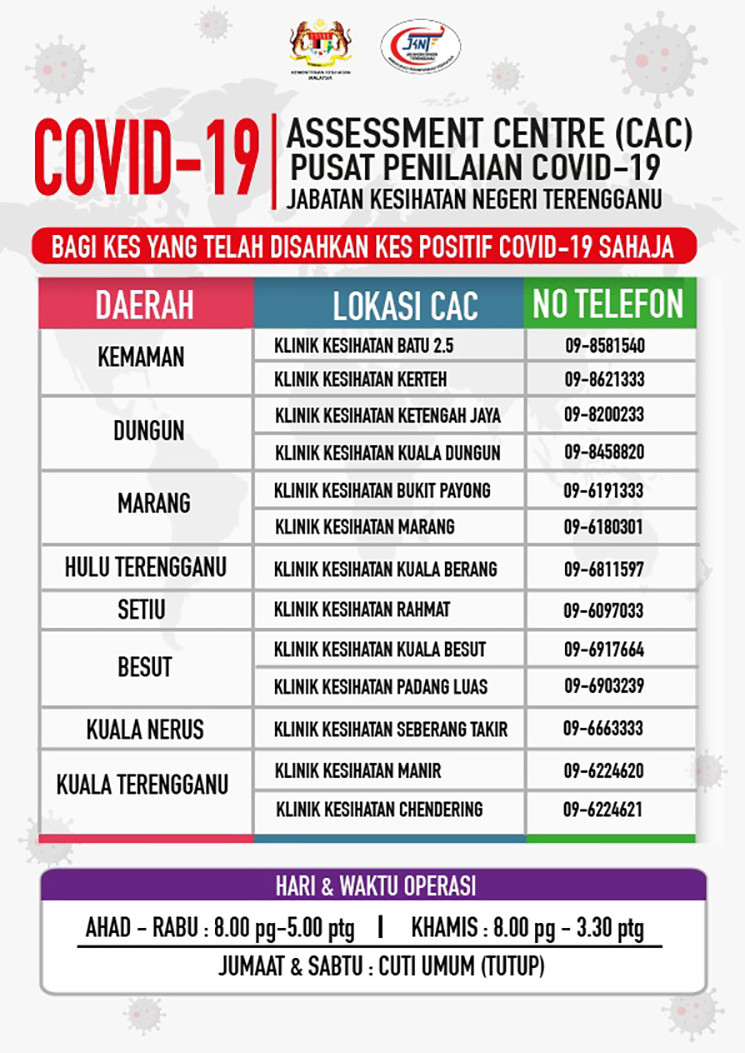 KEMENTERIAN KESIHATAN
MALAYSIA
JKNT
COVID-19
ASSESSMENT CENTRE (CAC)
PUSAT PENILAIAN COVID-19
JABATAN KESIHATAN NEGERI TERENGGANU
BAGI KES YANG TELAH DISAHKAN KES POSITIF COVID-19 SAHAJA
DAERAH LOKASI CAC NO TELEFON
KEMAMAN
KLINIK KESIHATAN BATU 2.5 09-8581540
KLINIK KESIHATAN KERTEH 09-8621333
DUNGUN
KLINIK KESIHATAN KETENGAH JAYA 09-8200233
KLINIK KESIHATAN KUALA DUNGUN 09-8458820
MARANG
KLINIK KESIHATAN BUKIT PAYONG 09-6191333
KLINIK KESIHATAN MARANG 09-6180301
HULU TERENGGANU KLINIK KESIHATAN KUALA BERANG 09-6811597
SETIU KLINIK KESIHATAN RAHMAT 09-6097033
BESUT
KLINIK KESIHATAN KUALA BESUT 09-6917664
KLINIK KESIHATAN PADANG LUAS 09-6903239
KUALA NERUS KLINIK KESIHATAN SEBERANG TAKIR 09-6663333
KUALA TERENGGANU
KLINIK KESIHATAN MANIR 09-6224620
KLINIK KESIHATAN CHENDERING 09-6224621
HARI & WAKTU OPERASI
AHAD - RABU : 8.00 pg-5.00 ptg | KHAMIS : 8.00 pg - 3.30 ptg
JUMAAT & SABTU : CUTI UMUM (TUTUP)